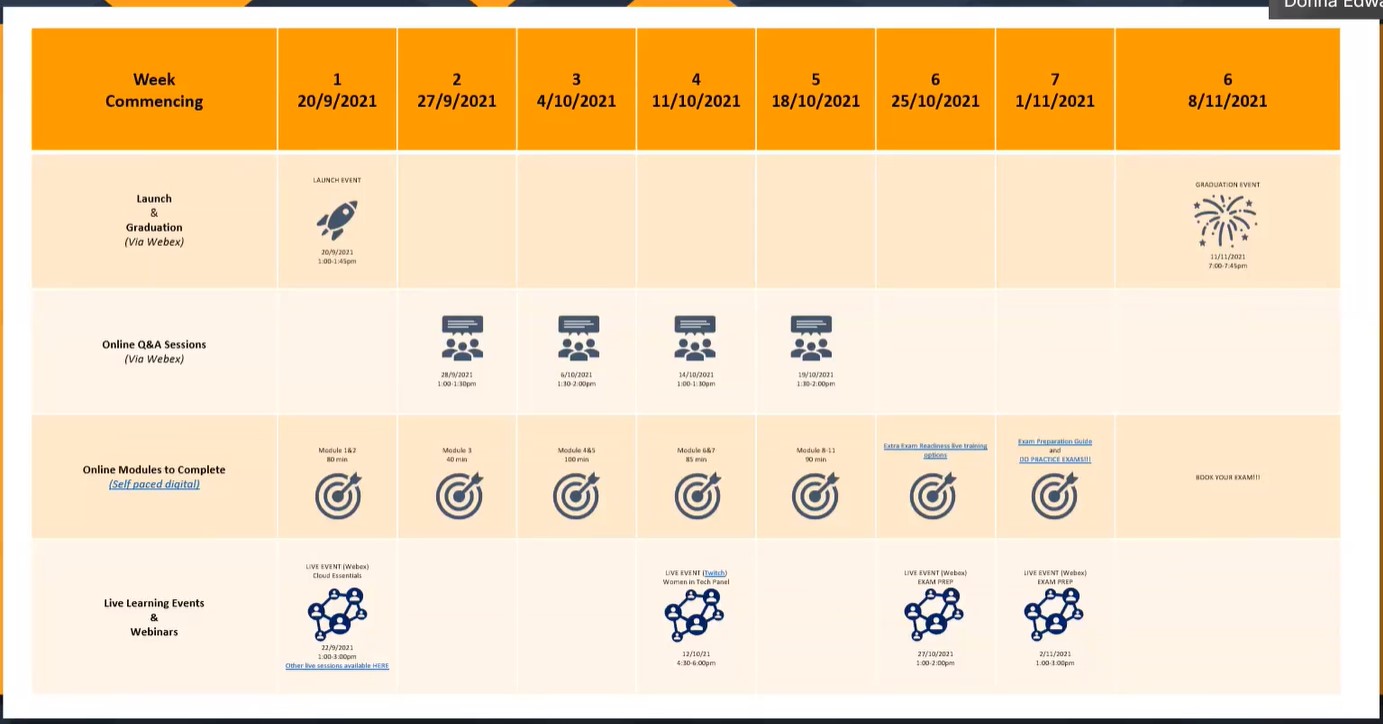 Donna Edwa
Week
Commencing
1
20/9/2021
2
27/9/2021
3
4/10/2021
4
11/10/2021
5
18/10/2021
6
25/10/2021
7
1/11/2021
6
8/11/2021
Launch
&
Graduation
(Via Webex)
LAUNCH EVENT
20/9/2021
1:00-1:45pm
GRADUATION EVENT
11/11/2021
7:00-7:45pm
Online Q&A Sessions
(Via Webex)
28/9/2021
1:00-1:30pm
6/10/2021
1:30-2:00pm
14/10/2021
1:00-1:30pm
19/10/2021
1:30-2:00pm
Online Modules to Complete
(Self paced digital)
Module 1&2
80 min
Module 3
40 min
Module 4&5
100 min
Module 6&7
85 min
Module 8-11
90 min
Extra Exam Readiness live training
options
Exam Preparation Guide
and
DO PRACTICE EXAMS!!!
BOOK YOUR EXAM!!!
Live Learning Events
&
Webinars
LIVE EVENT (Webex)
Cloud Essentials
22/9/2021
1:00-3:00pm
Other live sessions available HERE
LIVE EVENT (Twitch)
Women in Tech Panel
12/10/21
4:30-6:00pm
LIVE EVENT (Webex)
EXAM PREP
27/10/2021
1:00-2:00pm
LIVE EVENT (Webex)
EXAM PREP
2/11/2021
1:00-3:00pm